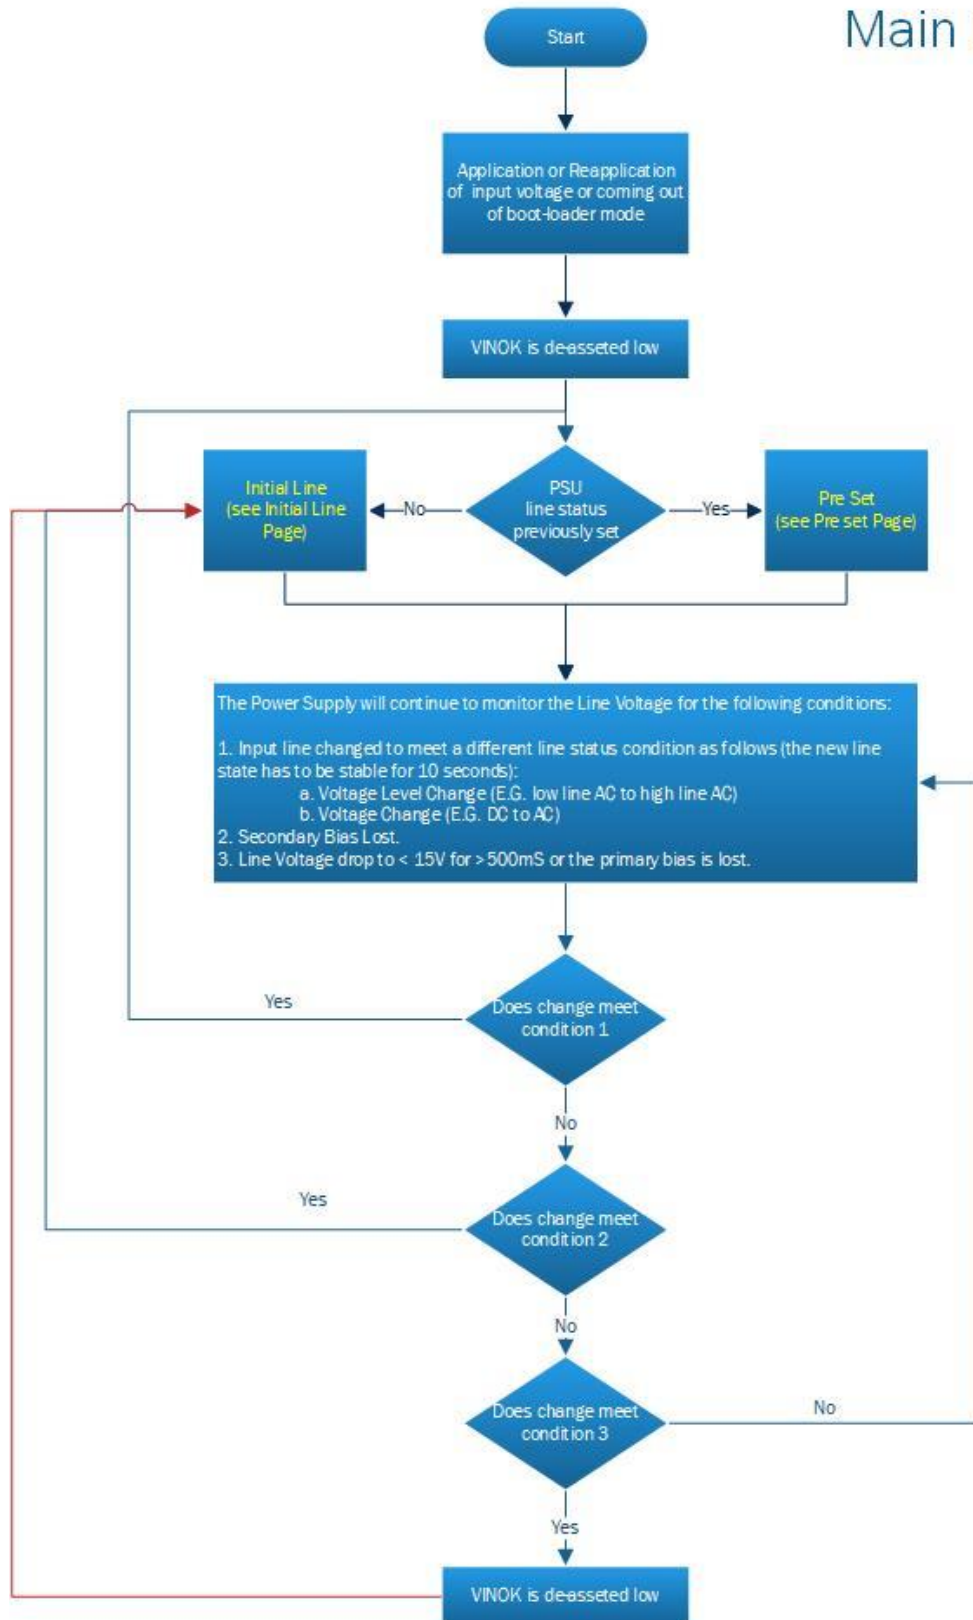 Main
Start
Application or Reapplication
of input voltage or coming out
of boot-loader mode
VINOK is de-asseted low
Initial Line
(see Initial Line
Page)
No
PSU
line status
previously set
Yes
Pre Set
(see Pre set Page)
The Power Supply will continue to monitor the Line Voltage for the following conditions:
1. Input line changed to meet a different line status condition as follows (the new line
state has to be stable for 10 seconds):
a. Voltage Level Change (E.G. low line AC to high line AC)
b. Voltage Change (E.G. DC to AC)
2. Secondary Bias Lost.
3. Line Voltage drop to < 15V for >500mS or the primary bias is lost.
Yes
Does change meet
condition 1
No
Yes
Does change meet
condition 2
No
Does change meet
condition 3
No
Yes
VINOK is de-asseted low